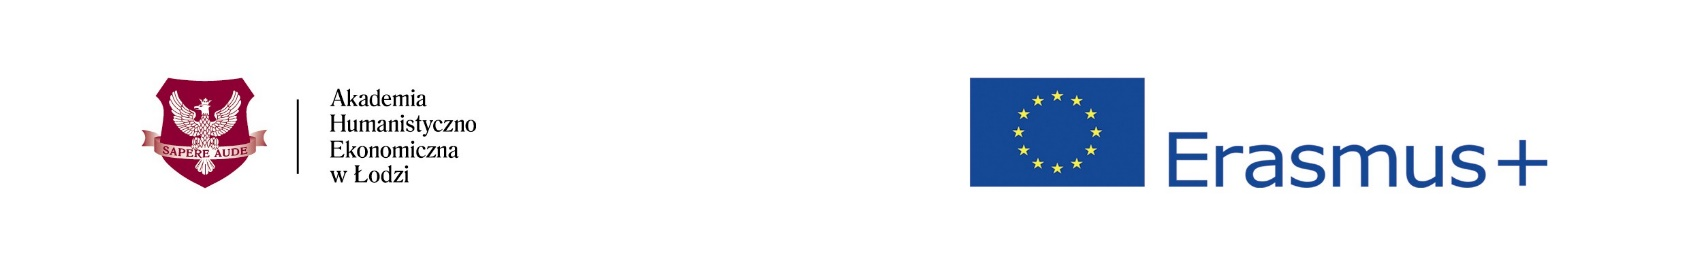 SAPERE AUDE
Akademia
Humanistyczno
Ekonomiczna
w Łodzi
Erasmus+